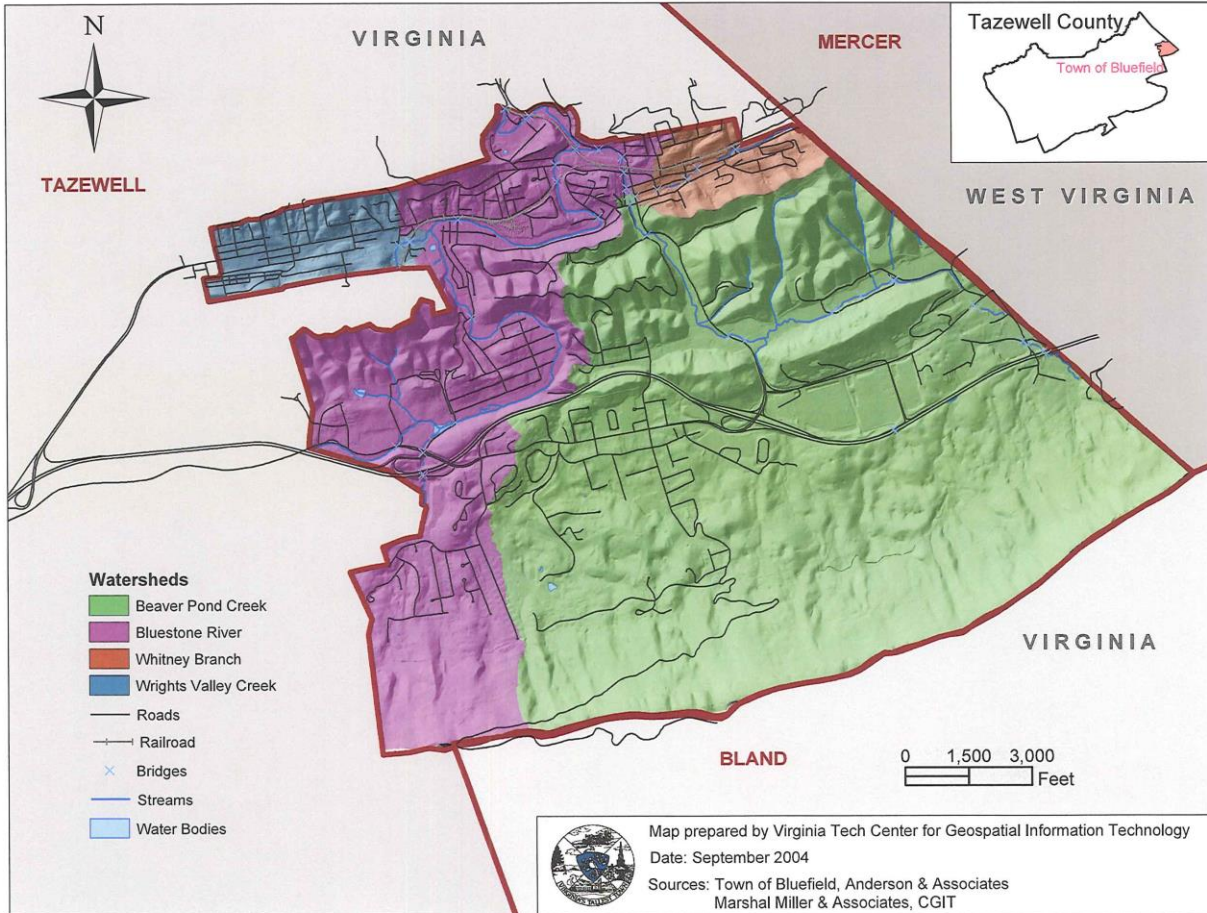 N
VIRGINIA
MERCER
Tazewell County
Town of Bluefield
TAZEWELL
WEST VIRGINIA
Watersheds
Beaver Pond Creek
Bluestone River
Whitney Branch
Wrights Valley Creek
Roads
Railroad
Bridges
Streams
Water Bodies
VIRGINIA
BLAND
0 1,500 3,000
Feet
Map prepared by Virginia Tech Center for Geospatial Information Technology
Date: September 2004
Sources: Town of Bluefield, Anderson & Associates
Marshal Miller & Associates, CGIT